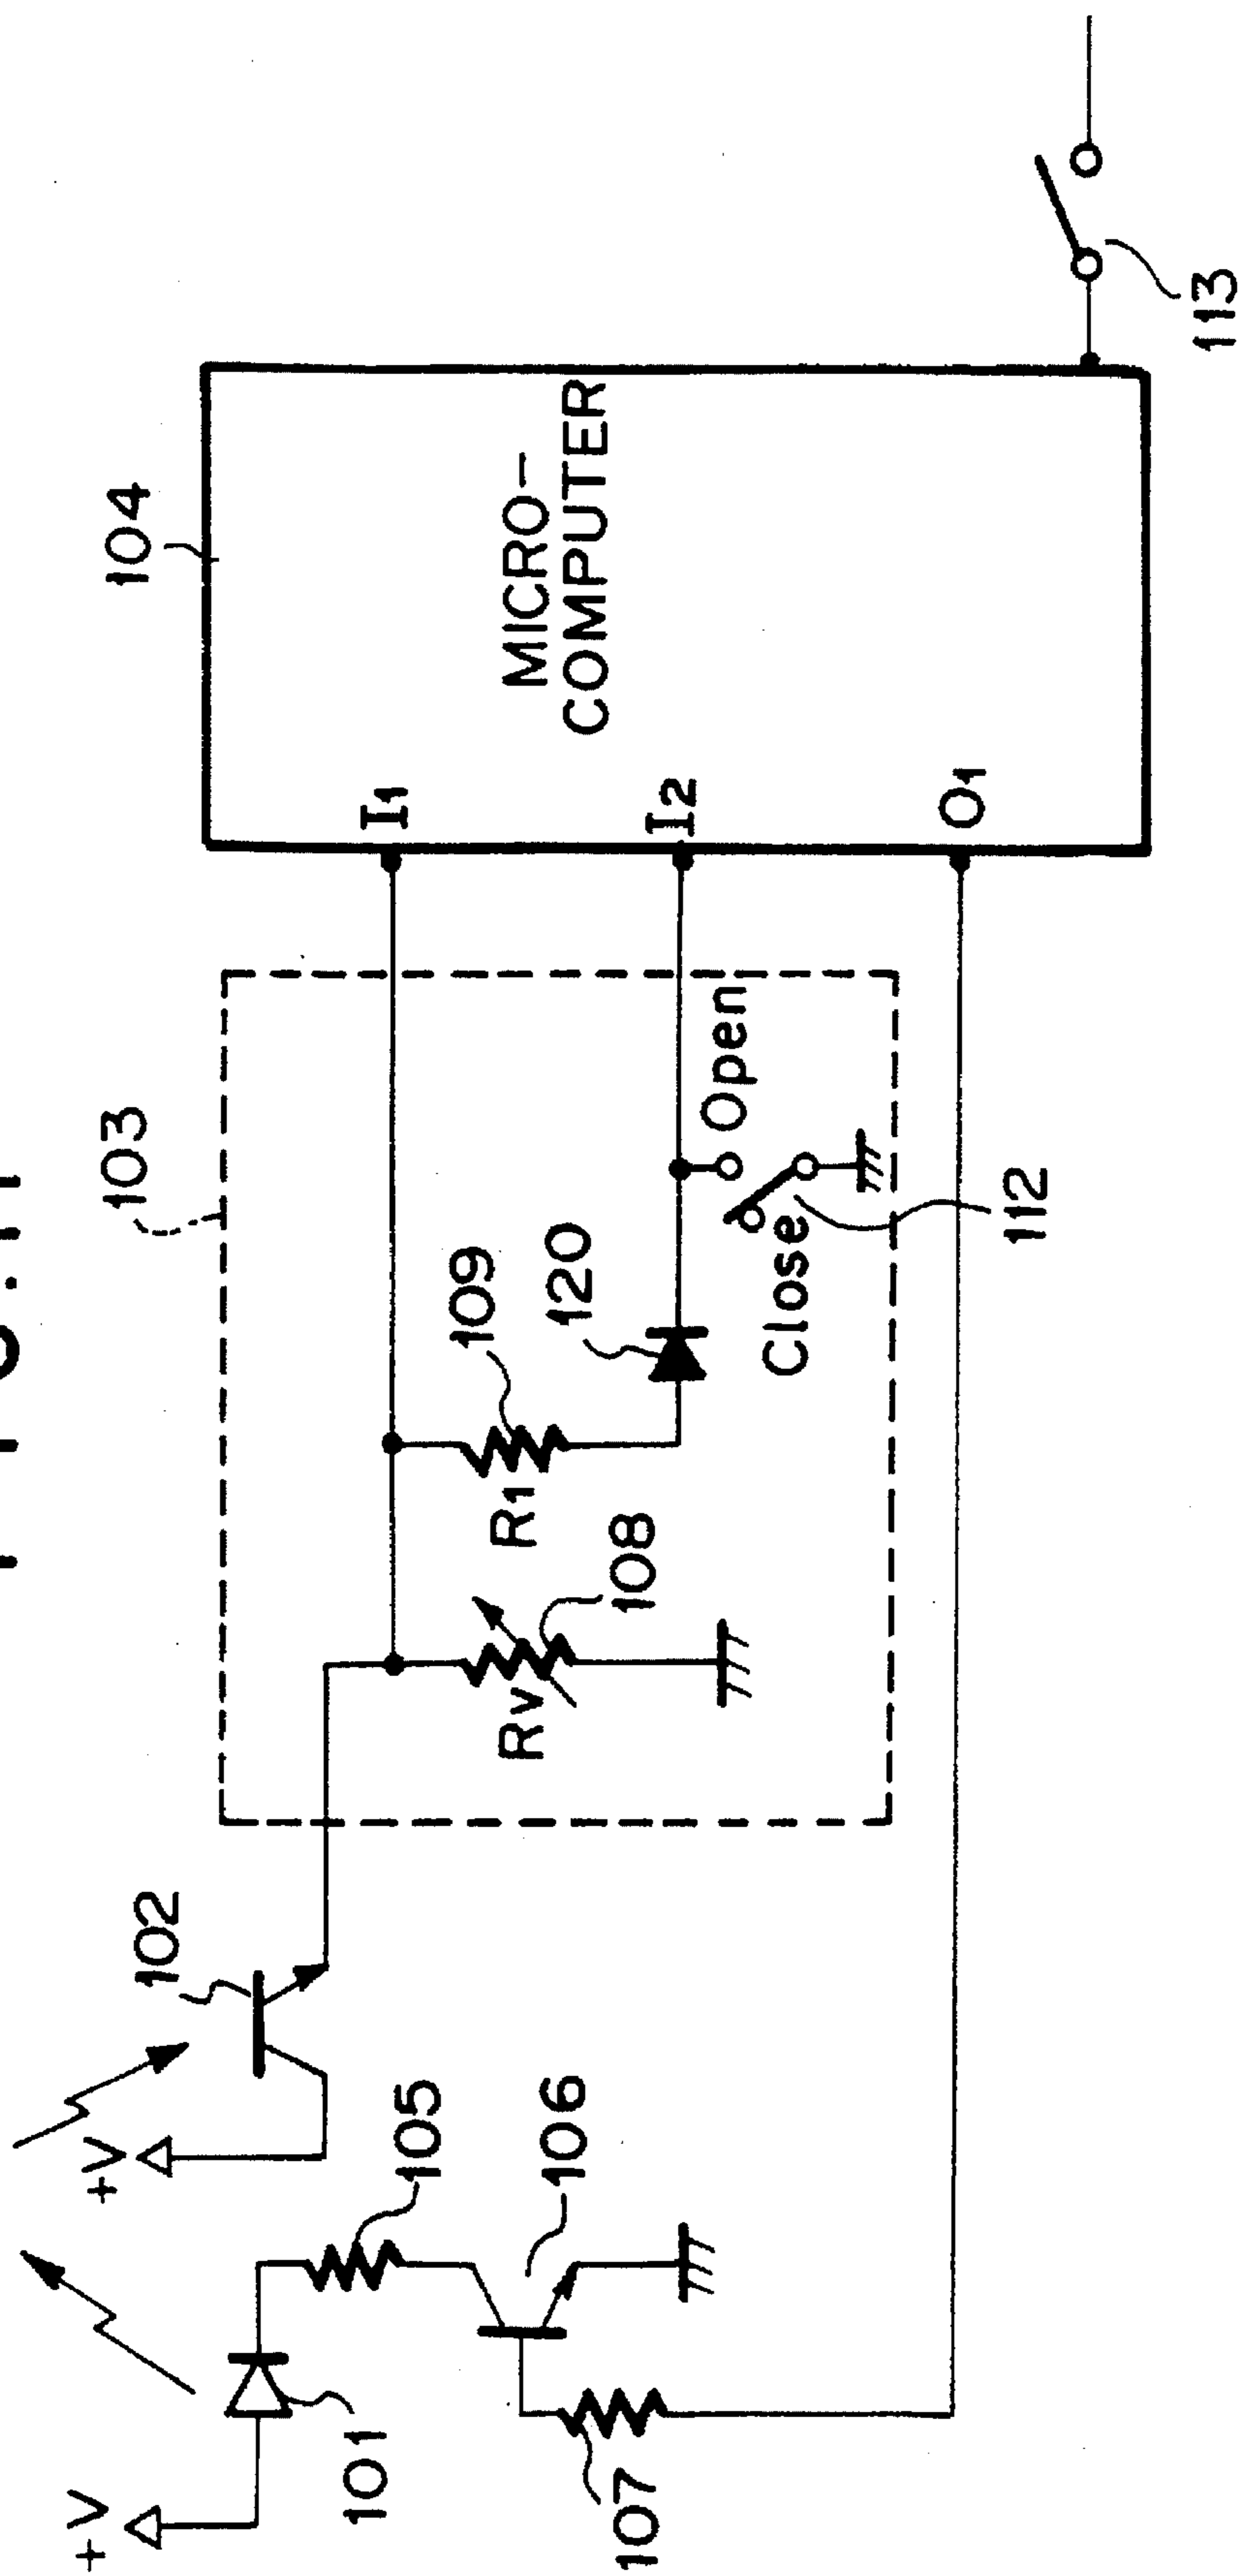 +V
+V
102
103
104
101
105
I1
109
R1
Rv
MICRO-
COMPUTER
106
120
107
108
I2
Open
Close
O1
112
113